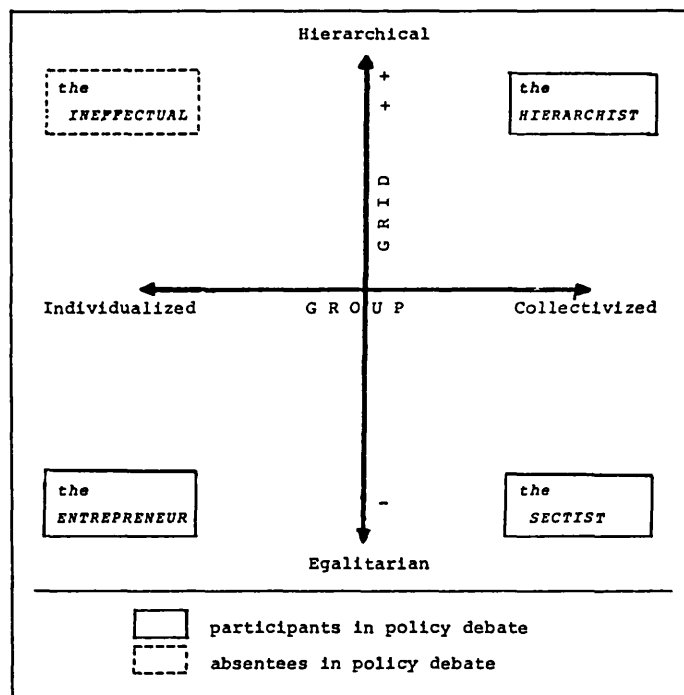 Hierarchical
the
INEFFECTUAL
+
+
the
HIERARCHIST
GRID
Individualized
GROUP
Collectivized
the
ENTREPRENEUR
-
the
SECTIST
Egalitarian
participants in policy debate
absentees in policy debate